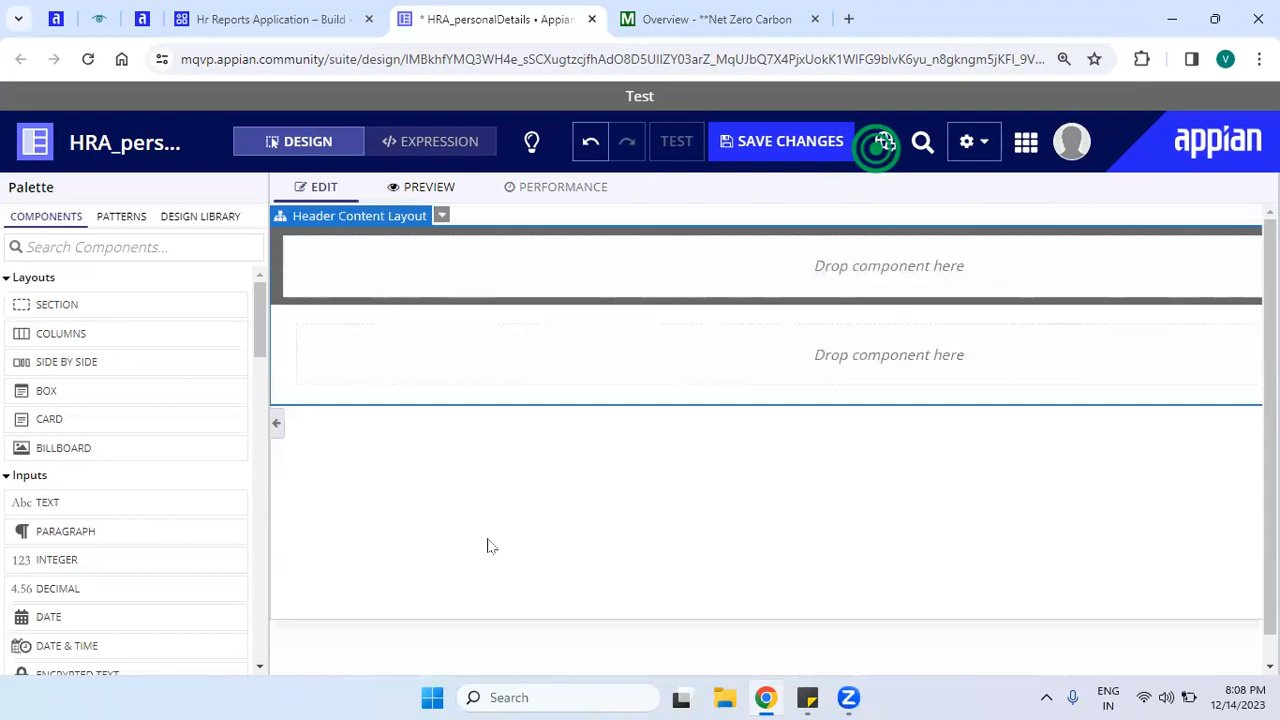 Hr Reports Application – Build
* HRA_personalDetails • Appian
Overview - **Net Zero Carbon
mqvp.appian.community/suite/design/
Test
HRA_pers...
DESIGN
</> EXPRESSION
TEST
SAVE CHANGES
appian
Palette
EDIT
PREVIEW
PERFORMANCE
COMPONENTS
PATTERNS
DESIGN LIBRARY
Header Content Layout
Search Components...
Drop component here
Layouts
SECTION
COLUMNS
Drop component here
SIDE BY SIDE
BOX
CARD
BILLBOARD
Inputs
Abc TEXT
PARAGRAPH
123 INTEGER
4.56 DECIMAL
DATE
DATE & TIME
ENCRYPTED TEXT
Search
ENG
IN
8:08 PM
12/14/2023